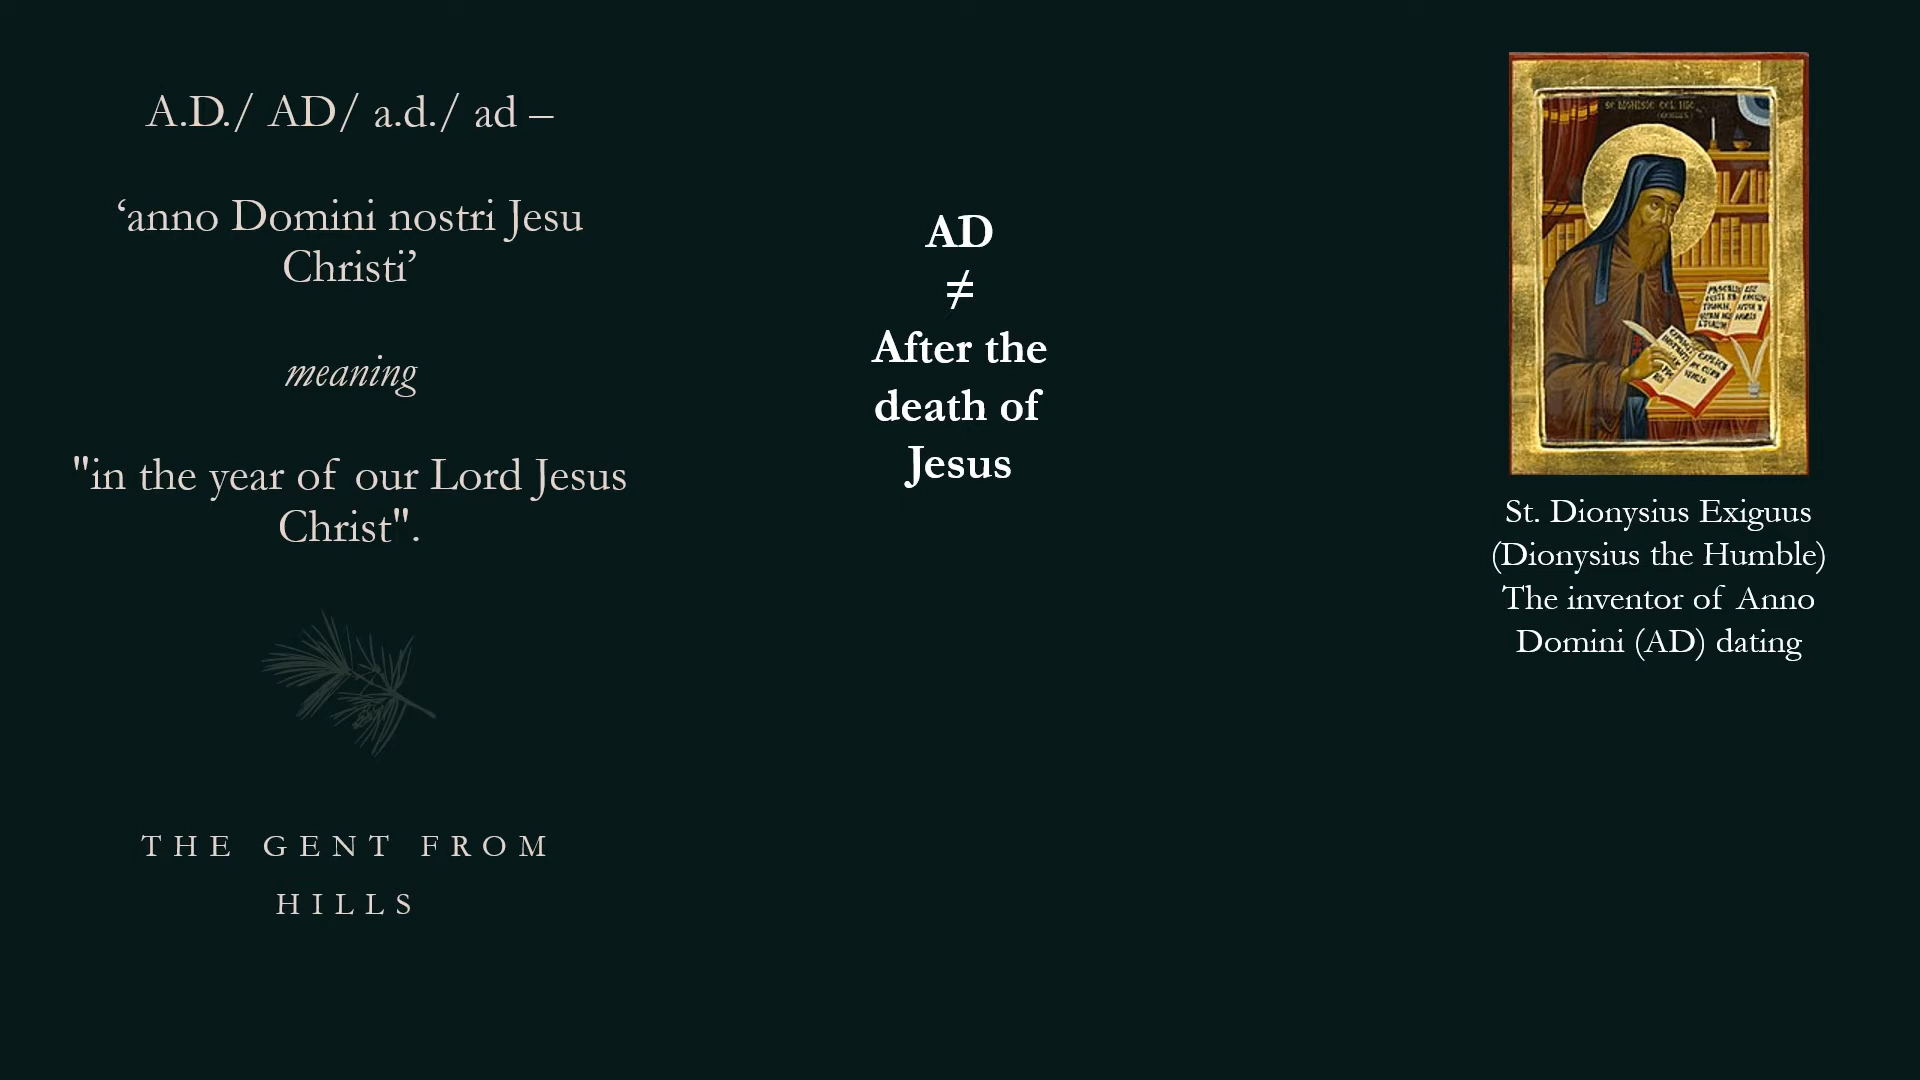 A.D./ AD/ a.d./ ad –
‘anno Domini nostri Jesu
Christi’
meaning
"in the year of our Lord Jesus
Christ".
THE GENT FROM
HILLS
AD
≠
After the
death of
Jesus
St. Dionysius Exiguus
(Dionysius the Humble)
The inventor of Anno
Domini (AD) dating